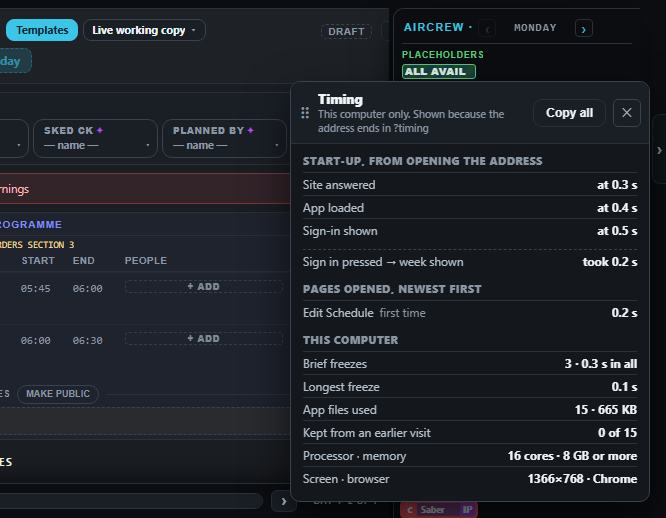 Templates
Live working copy
DRAFT
AIRCREW ·
MONDAY
day
PLACEHOLDERS
ALL AVAIL
Timing
This computer only. Shown because the
address ends in ?timing
Copy all
SKED CK
— name —
PLANNED BY
— name —
START-UP, FROM OPENING THE ADDRESS
Site answered at 0.3 s
App loaded at 0.4 s
Sign-in shown at 0.5 s
Sign in pressed → week shown took 0.2 s
PAGES OPENED, NEWEST FIRST
Edit Schedule first time 0.2 s
THIS COMPUTER
Brief freezes 3 · 0.3 s in all
Longest freeze 0.1 s
App files used 15 · 665 KB
Kept from an earlier visit 0 of 15
Processor · memory 16 cores · 8 GB or more
Screen · browser 1366×768 · Chrome
rnings
ROGRAMME
RDERS SECTION 3
START END PEOPLE
05:45 06:00 + ADD
06:00 06:30 + ADD
ES MAKE PUBLIC
ES
C Saber IP